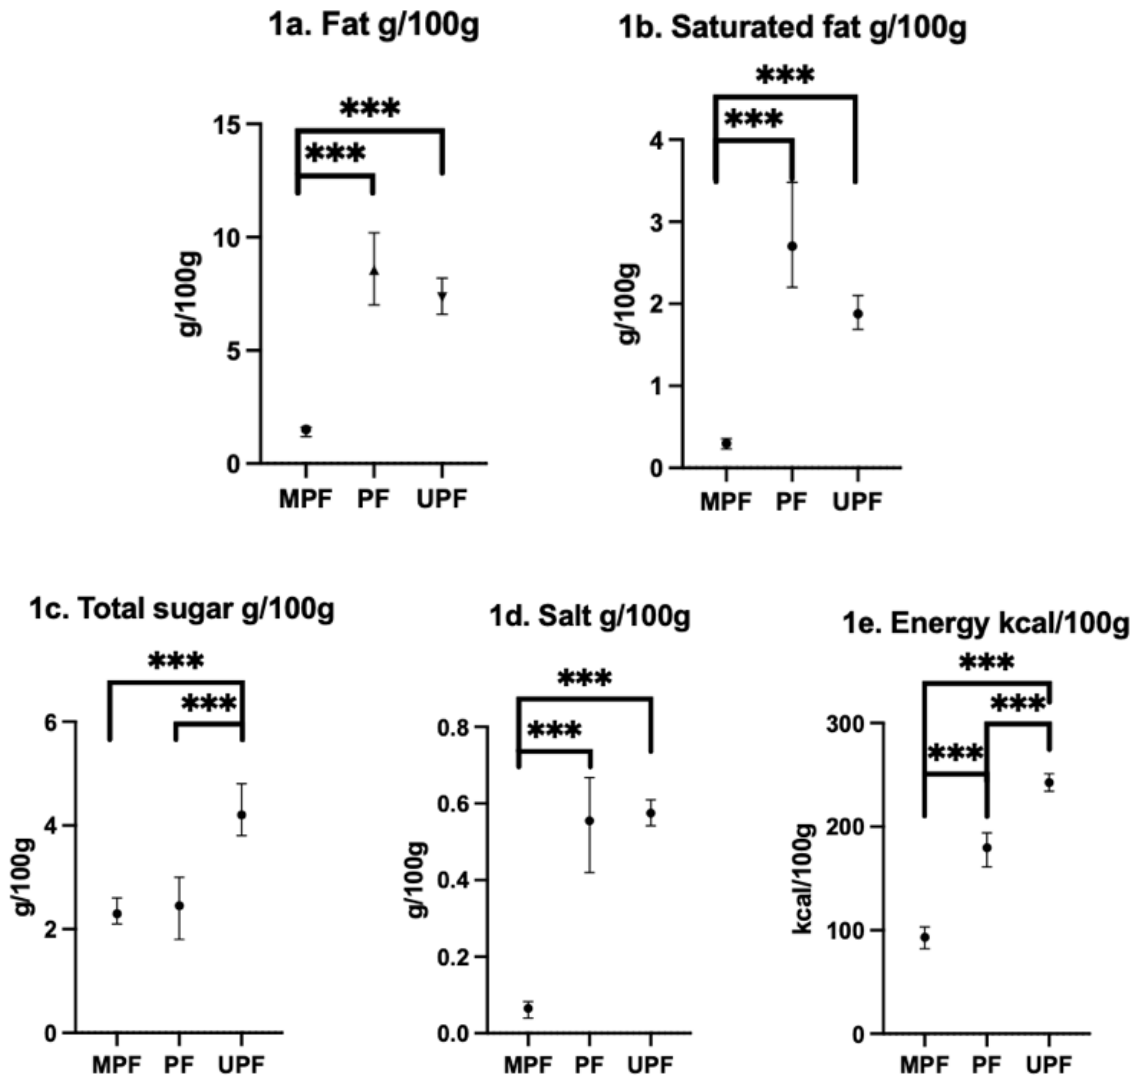 1a. Fat g/100g
1b. Saturated fat g/100g
***
***
***
***
15
10
5
0
g/100g
MPF PF UPF
4
3
2
1
0
g/100g
MPF PF UPF
1c. Total sugar g/100g
1d. Salt g/100g
1e. Energy kcal/100g
***
***
6
4
2
0
g/100g
MPF PF UPF
***
***
0.8
0.6
0.4
0.2
0.0
g/100g
MPF PF UPF
***
***
***
300
200
100
0
kcal/100g
MPF PF UPF